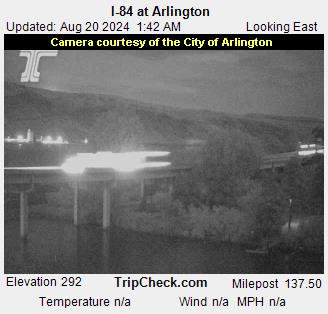 I-84 at Arlington
Updated: Aug 20 2024 1:42 AM Looking East
Camera courtesy of the City of Arlington
Elevation 292 TripCheck.com Milepost 137.50
Temperature n/a Wind n/a MPH n/a